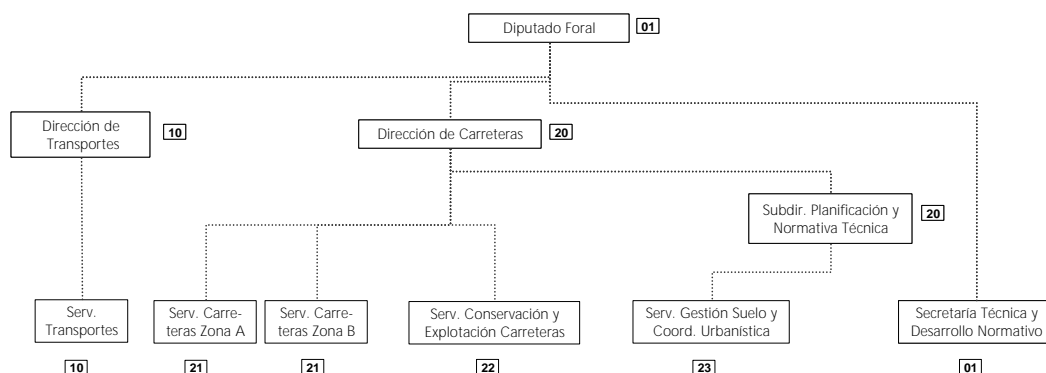 Diputado Foral
01
Dirección de
Transportes
10
Dirección de Carreteras
20
Subdir. Planificación y
Normativa Técnica
20
Serv.
Transportes
Serv. Carre-
teras Zona A
Serv. Carre-
teras Zona B
Serv. Conservación y
Explotación Carreteras
Serv. Gestión Suelo y
Coord. Urbanística
Secretaría Técnica y
Desarrollo Normativo
10
21
21
22
23
01